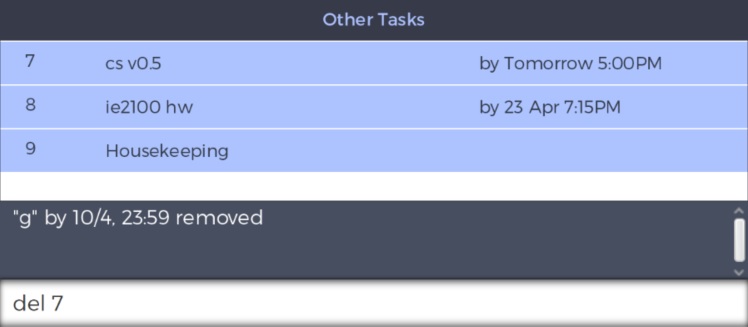 Other Tasks
7 cs v0.5 by Tomorrow 5:00PM
8 ie2100 hw by 23 Apr 7:15PM
9 Housekeeping
"g" by 10/4, 23:59 removed
del 7